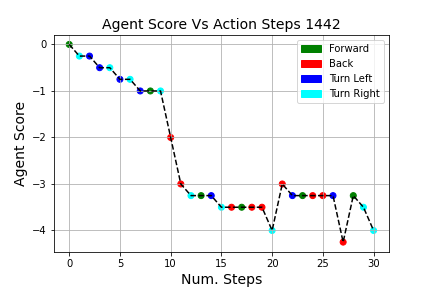 Agent Score Vs Action Steps 1442
Forward
Back
Turn Left
Turn Right
Agent Score
0
−1
−2
−3
−4
0 5 10 15 20 25 30
Num. Steps